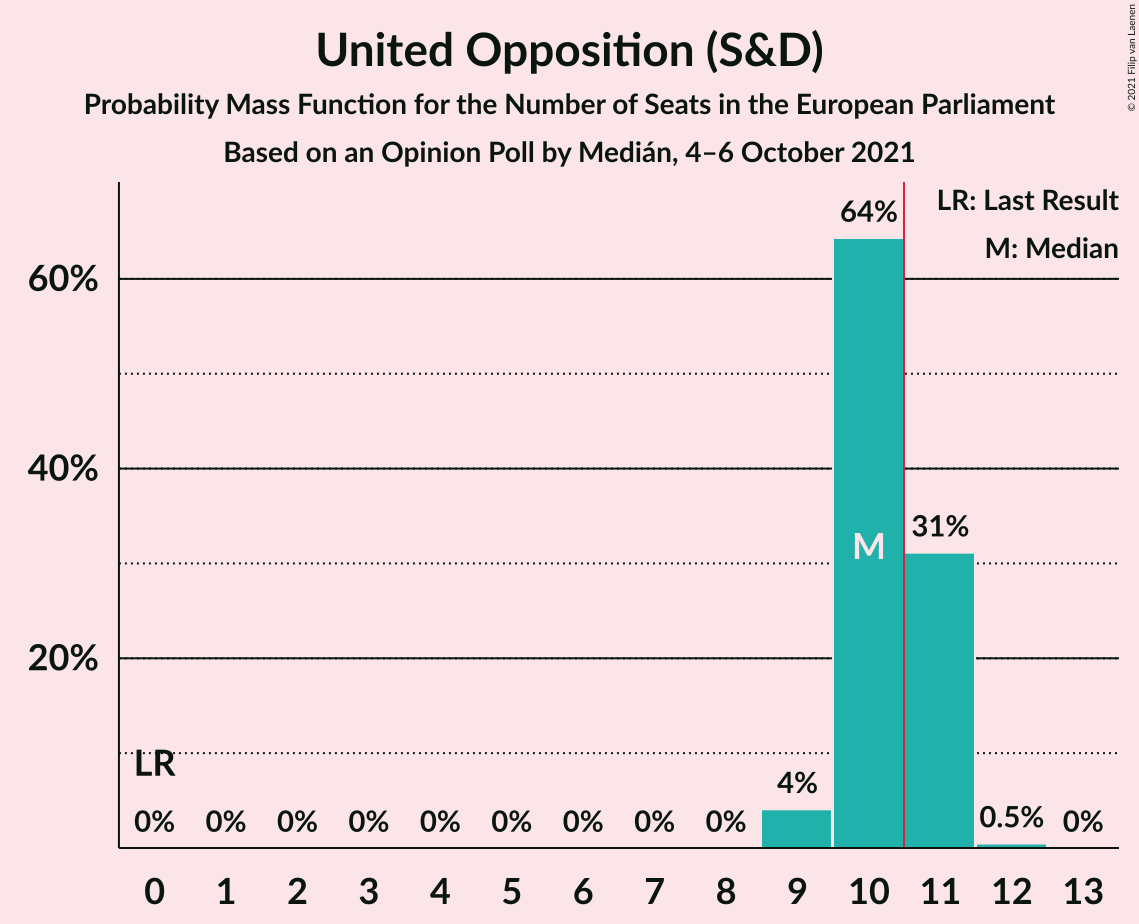 United Opposition (S&D)
Probability Mass Function for the Number of Seats in the European Parliament
Based on an Opinion Poll by Medián, 4–6 October 2021
© 2021 Filip van Laenen
LR: Last Result
M: Median
60%
40%
20%
LR
M
0% 0% 0% 0% 0% 0% 0% 0% 0% 4% 64% 31% 0.5% 0%
0 1 2 3 4 5 6 7 8 9 10 11 12 13